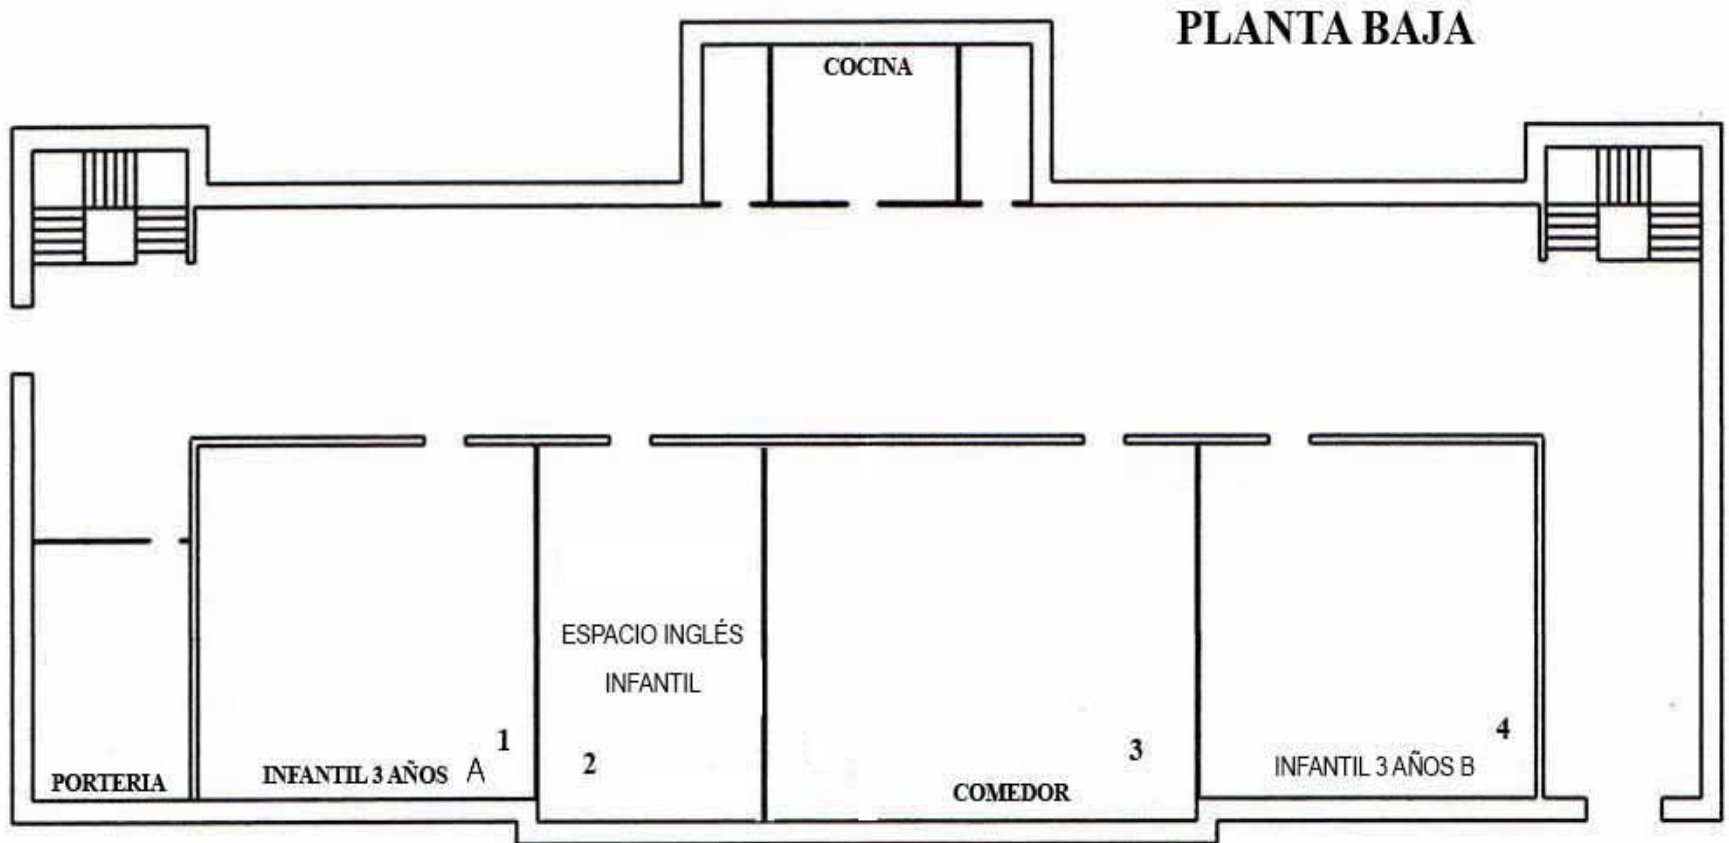 PLANTA BAJA
COCINA
ESPACIO INGLÉS
INFANTIL
1
2
3
4
PORTERIA
INFANTIL 3 AÑOS A
COMEDOR
INFANTIL 3 AÑOS B